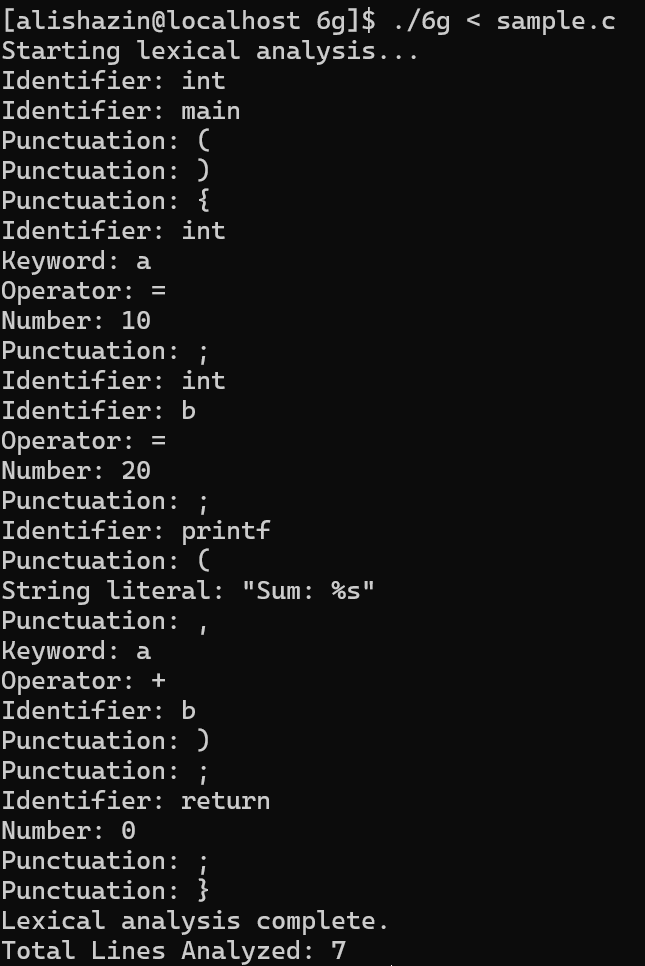 [alishazin@localhost 6g]$ ./6g < sample.c
Starting lexical analysis...
Identifier: int
Identifier: main
Punctuation: (
Punctuation: )
Punctuation: {
Identifier: int
Keyword: a
Operator: =
Number: 10
Punctuation: ;
Identifier: int
Identifier: b
Operator: =
Number: 20
Punctuation: ;
Identifier: printf
Punctuation: (
String literal: "Sum: %s"
Punctuation: ,
Keyword: a
Operator: +
Identifier: b
Punctuation: )
Punctuation: ;
Identifier: return
Number: 0
Punctuation: ;
Punctuation: }
Lexical analysis complete.
Total Lines Analyzed: 7